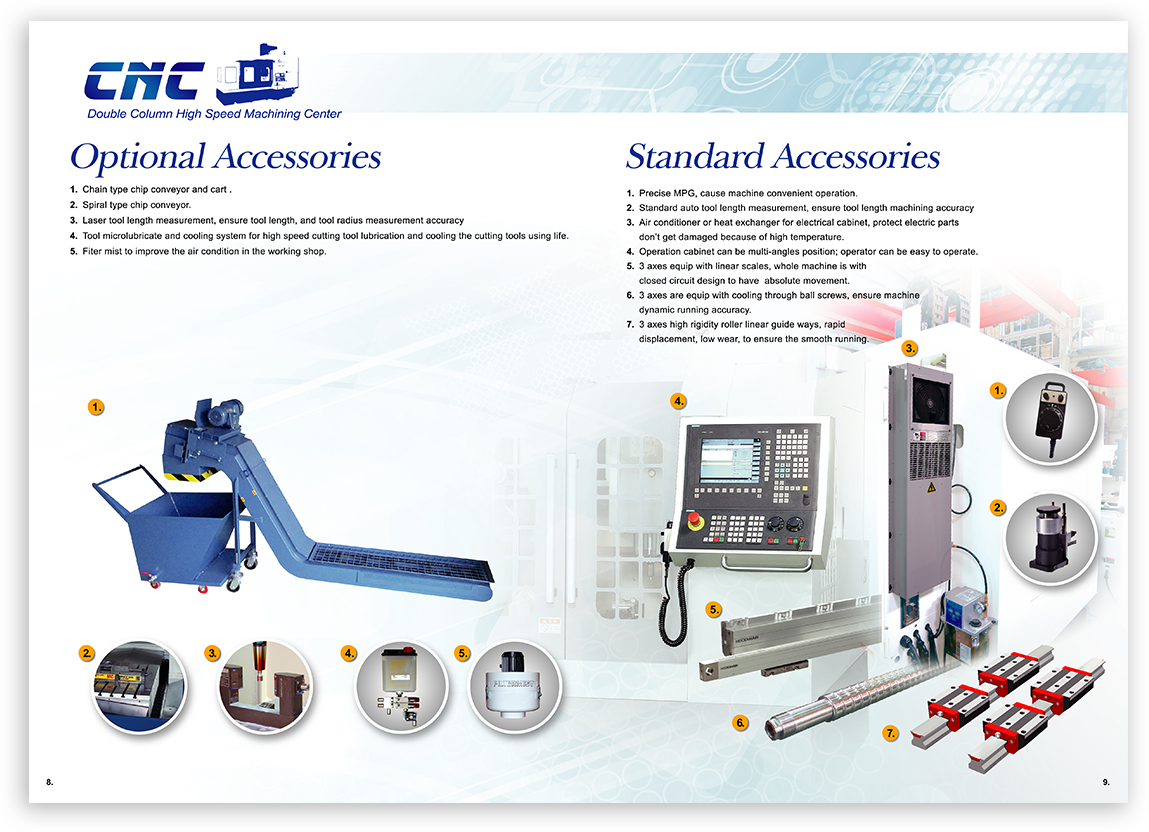 CNC
Double Column High Speed Machining Center
Optional Accessories
1. Chain type chip conveyor and cart .
2. Spiral type chip conveyor.
3. Laser tool length measurement, ensure tool length, and tool radius measurement accuracy
4. Tool microlubricate and cooling system for high speed cutting tool lubrication and cooling the cutting tools using life.
5. Fiter mist to improve the air condition in the working shop.
Standard Accessories
1. Precise MPG, cause machine convenient operation.
2. Standard auto tool length measurement, ensure tool length machining accuracy
3. Air conditioner or heat exchanger for electrical cabinet, protect electric parts
don't get damaged because of high temperature.
4. Operation cabinet can be multi-angles position; operator can be easy to operate.
5. 3 axes equip with linear scales, whole machine is with
closed circuit design to have absolute movement.
6. 3 axes are equip with cooling through ball screws, ensure machine
dynamic running accuracy.
7. 3 axes high rigidity roller linear guide ways, rapid
displacement, low wear, to ensure the smooth running.
1.
2.
3.
4.
5.
3.
4.
1.
2.
5.
HEIDENHAIN
HEIDENHAIN
6.
7.
8.
9.